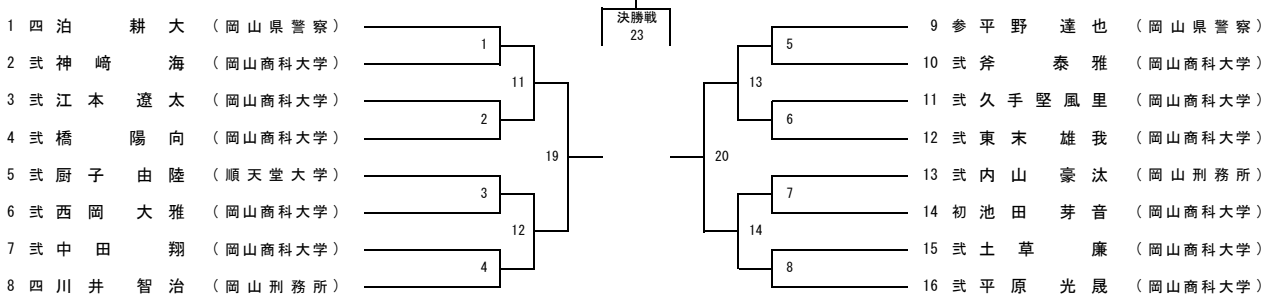 決勝戦
23
1 四 泊 耕 大 (岡山県警察)
2 弐 神 﨑 海 (岡山商科大学)
3 弐 江 本 遼 太 (岡山商科大学)
4 弐 橋 陽 向 (岡山商科大学)
5 弐 厨 子 由 陸 (順天堂大学)
6 弐 西 岡 大 雅 (岡山商科大学)
7 弐 中 田 翔 (岡山商科大学)
8 四 川 井 智 治 (岡山刑務所)
1
2
3
4
11
12
19
20
13
14
5
6
7
8
9 参 平 野 達 也 (岡山県警察)
10 弐 斧 泰 雅 (岡山商科大学)
11 弐 久 手 堅 風 里 (岡山商科大学)
12 弐 東 末 雄 我 (岡山商科大学)
13 弐 内 山 豪 汰 (岡山刑務所)
14 初 池 田 芽 音 (岡山商科大学)
15 弐 土 草 廉 (岡山商科大学)
16 弐 平 原 光 晟 (岡山商科大学)